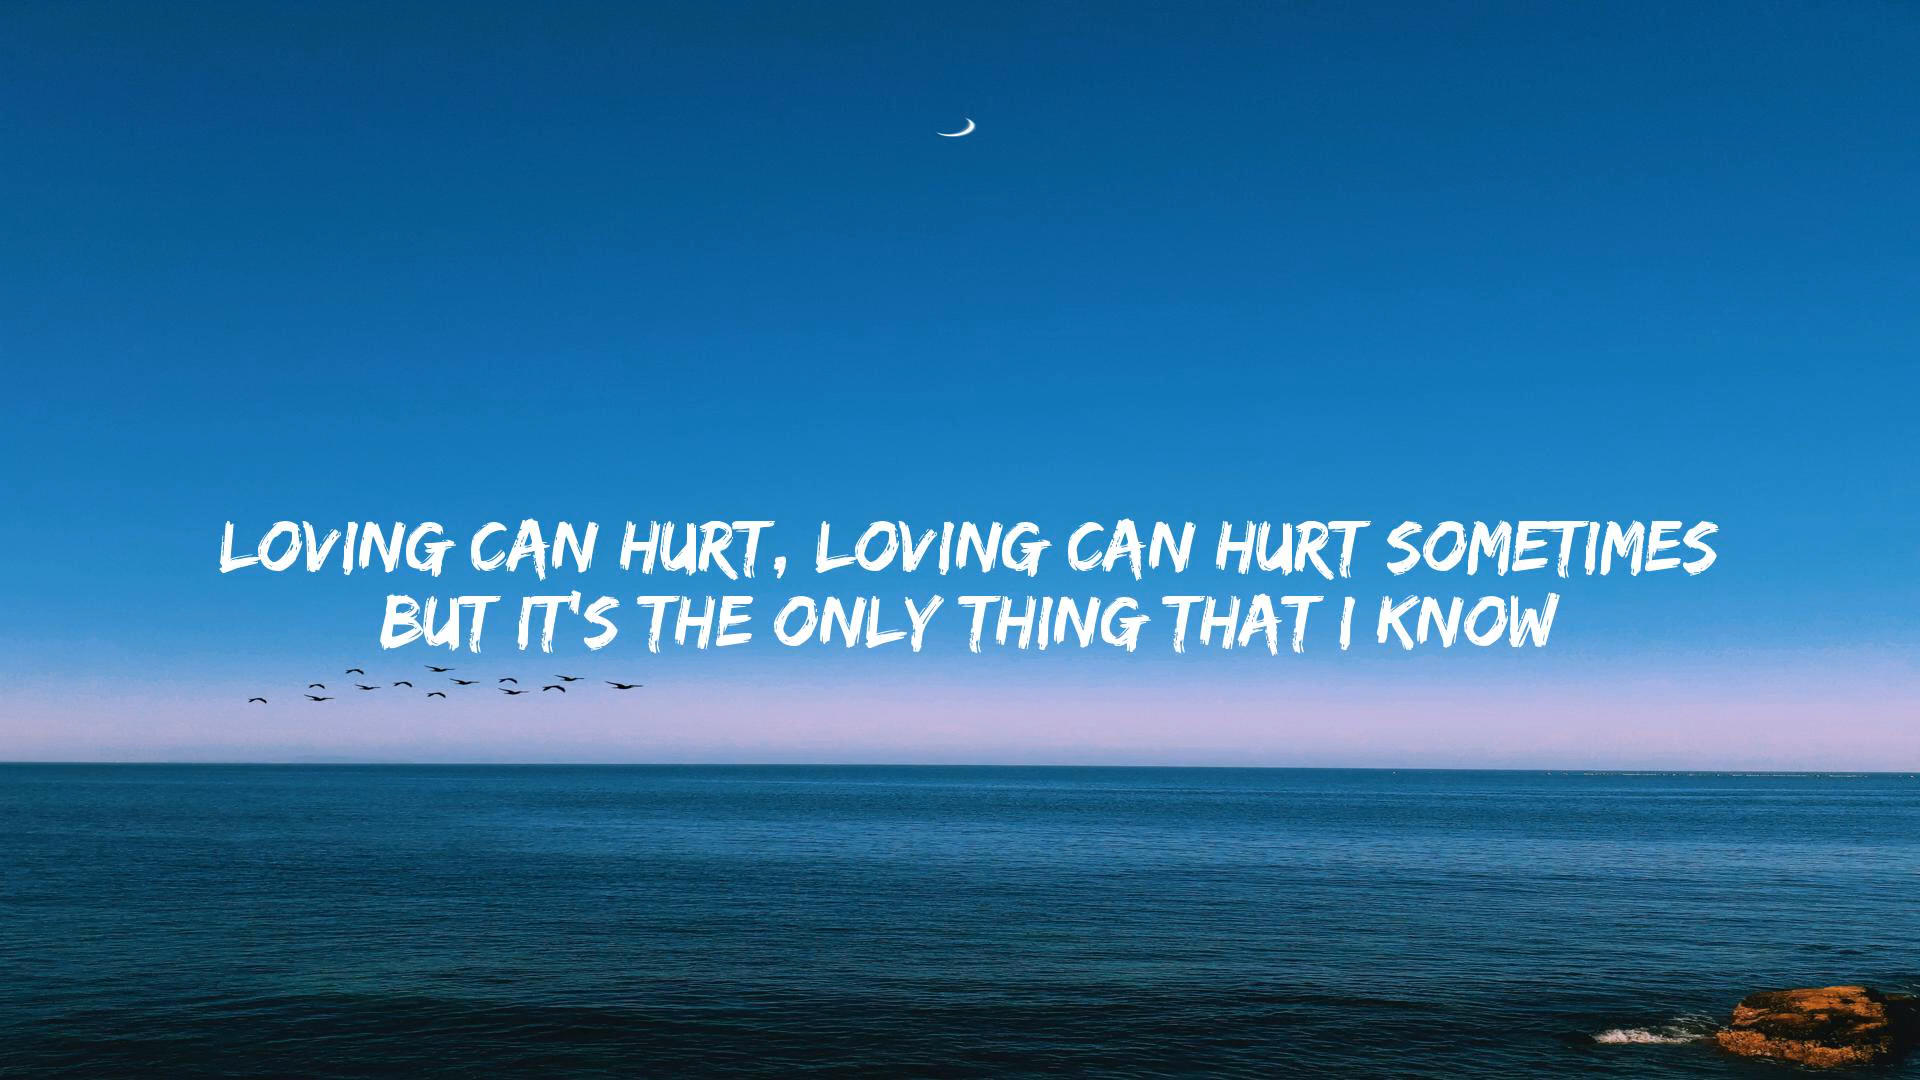 LOVING CAN HURT, LOVING CAN HURT SOMETIMES
BUT IT'S THE ONLY THING THAT I KNOW